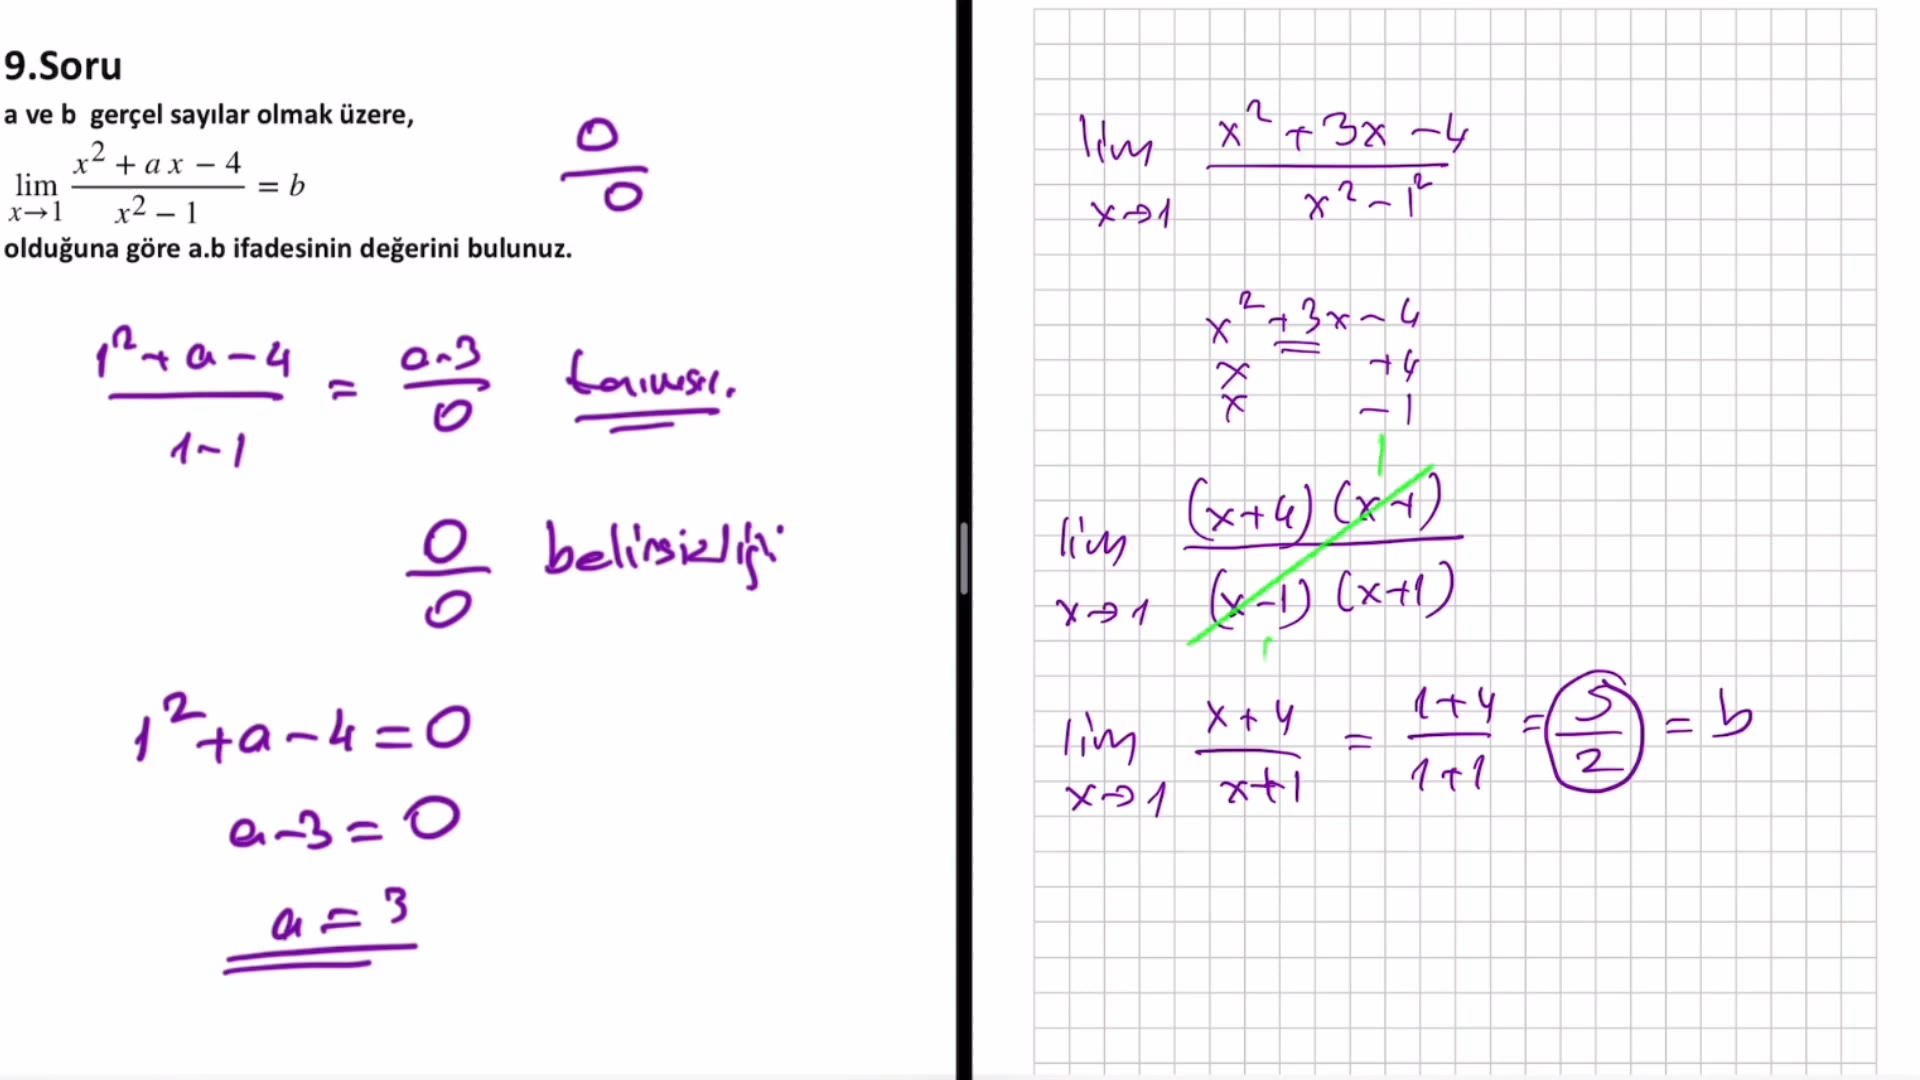 9.Soru
a ve b gerçel sayılar olmak üzere,
lim x→1 (x² + a x − 4)/(x² − 1) = b
olduğuna göre a.b ifadesinin değerini bulunuz.
0/0
(1² + a − 4)/(1 − 1) = (a − 3)/0 tanımsız.
0/0 belirsizliği
1² + a − 4 = 0
a − 3 = 0
a = 3
lim x→1 (x² + 3x − 4)/(x² − 1²)
x² + 3x − 4
x +4
x −1
1
lim x→1 (x+4)(x−1)/(x−1)(x+1)
1
lim x→1 (x+4)/(x+1) = (1+4)/(1+1) = 5/2 = b